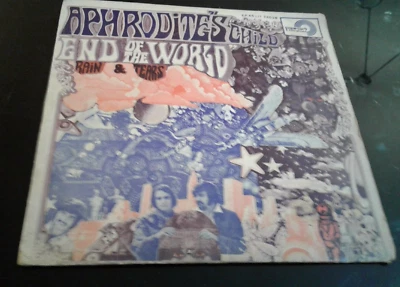 APHRODITE'S
CHILD
END OF THE WORLD
RAIN & TEARS